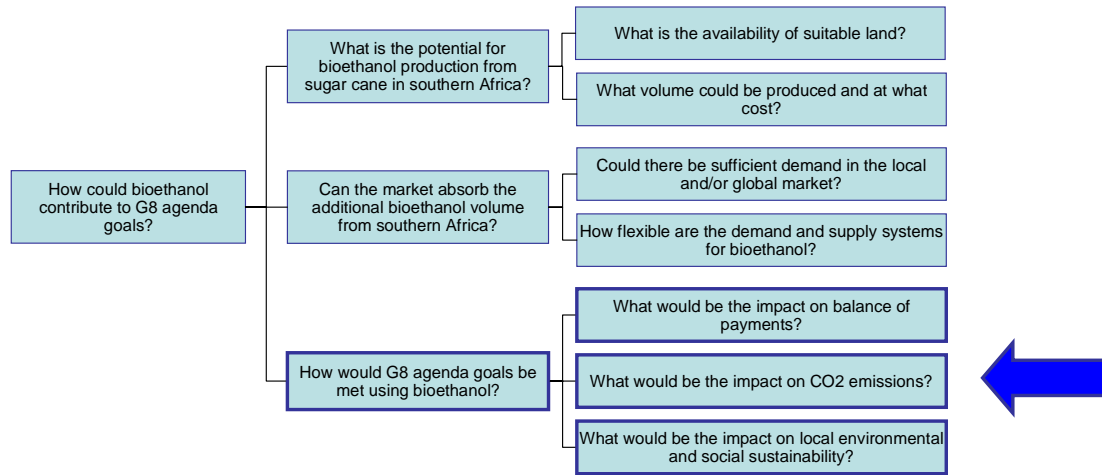 What is the potential for
bioethanol production from
sugar cane in southern Africa?
What is the availability of suitable land?
What volume could be produced and at what
cost?
How could bioethanol
contribute to G8 agenda
goals?
Can the market absorb the
additional bioethanol volume
from southern Africa?
Could there be sufficient demand in the local
and/or global market?
How flexible are the demand and supply systems
for bioethanol?
How would G8 agenda goals be
met using bioethanol?
What would be the impact on balance of
payments?
What would be the impact on CO2 emissions?
What would be the impact on local environmental
and social sustainability?